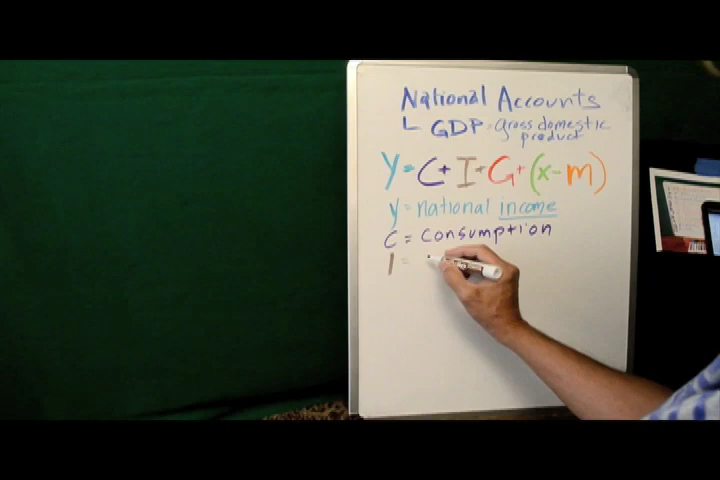 National Accounts
GDP = gross domestic
product
Y = C + I + G + (x - m)
y = national income
C = consumption
I =